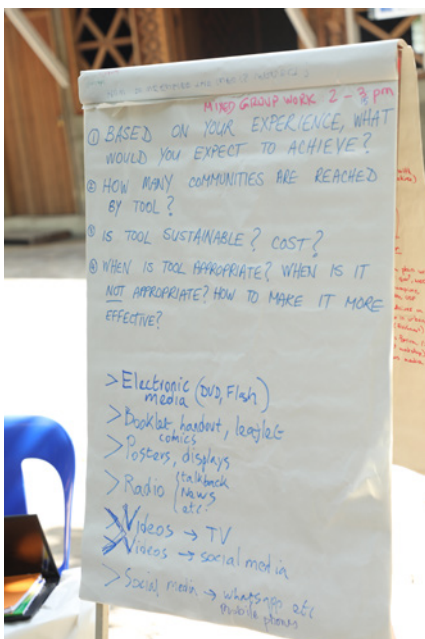 MIXED GROUP WORK 2 - 3 pm
① BASED ON YOUR EXPERIENCE, WHAT
WOULD YOU EXPECT TO ACHIEVE?
② HOW MANY COMMUNITIES ARE REACHED
BY TOOL?
③ IS TOOL SUSTAINABLE? COST?
④ WHEN IS TOOL APPROPRIATE? WHEN IS IT
NOT APPROPRIATE? HOW TO MAKE IT MORE
EFFECTIVE?
> Electronic
media (DVD, Flash)
> Booklet, handout, leaflet
comics
> Posters, displays
> Radio talkback
News
etc.
> Videos → TV
> Videos → social media
> Social media → whatsapp etc
mobile phones